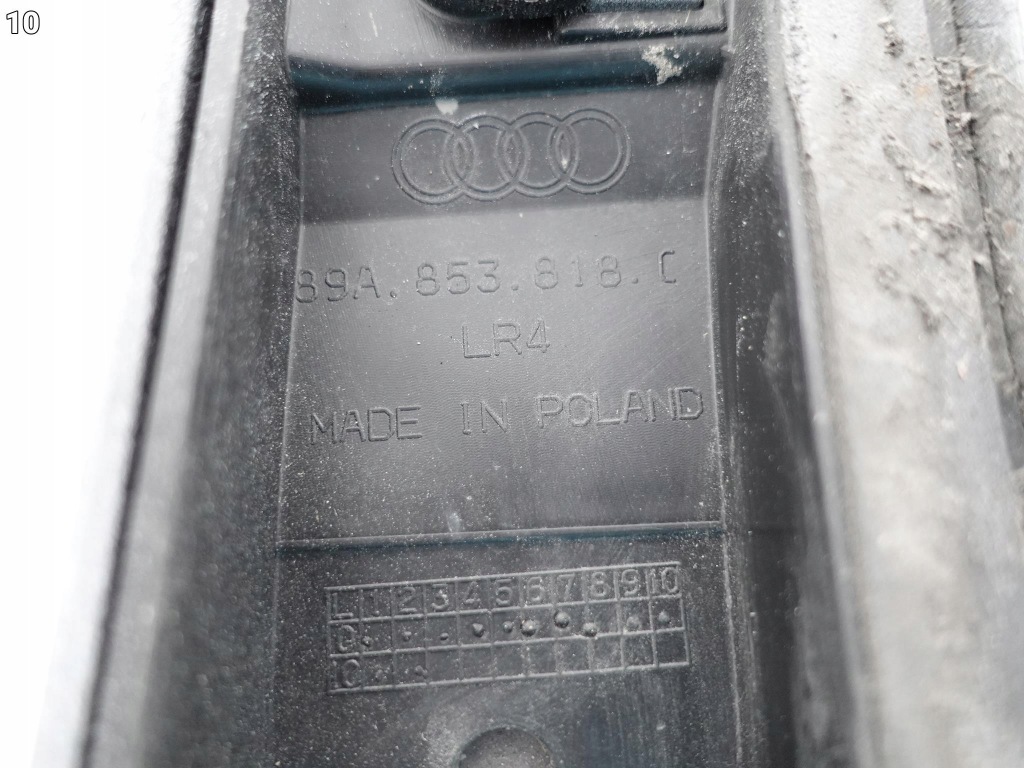 10
89A.853.818.C
LR4
MADE IN POLAND
L 1 2 3 4 5 6 7 8 9 10
G
C